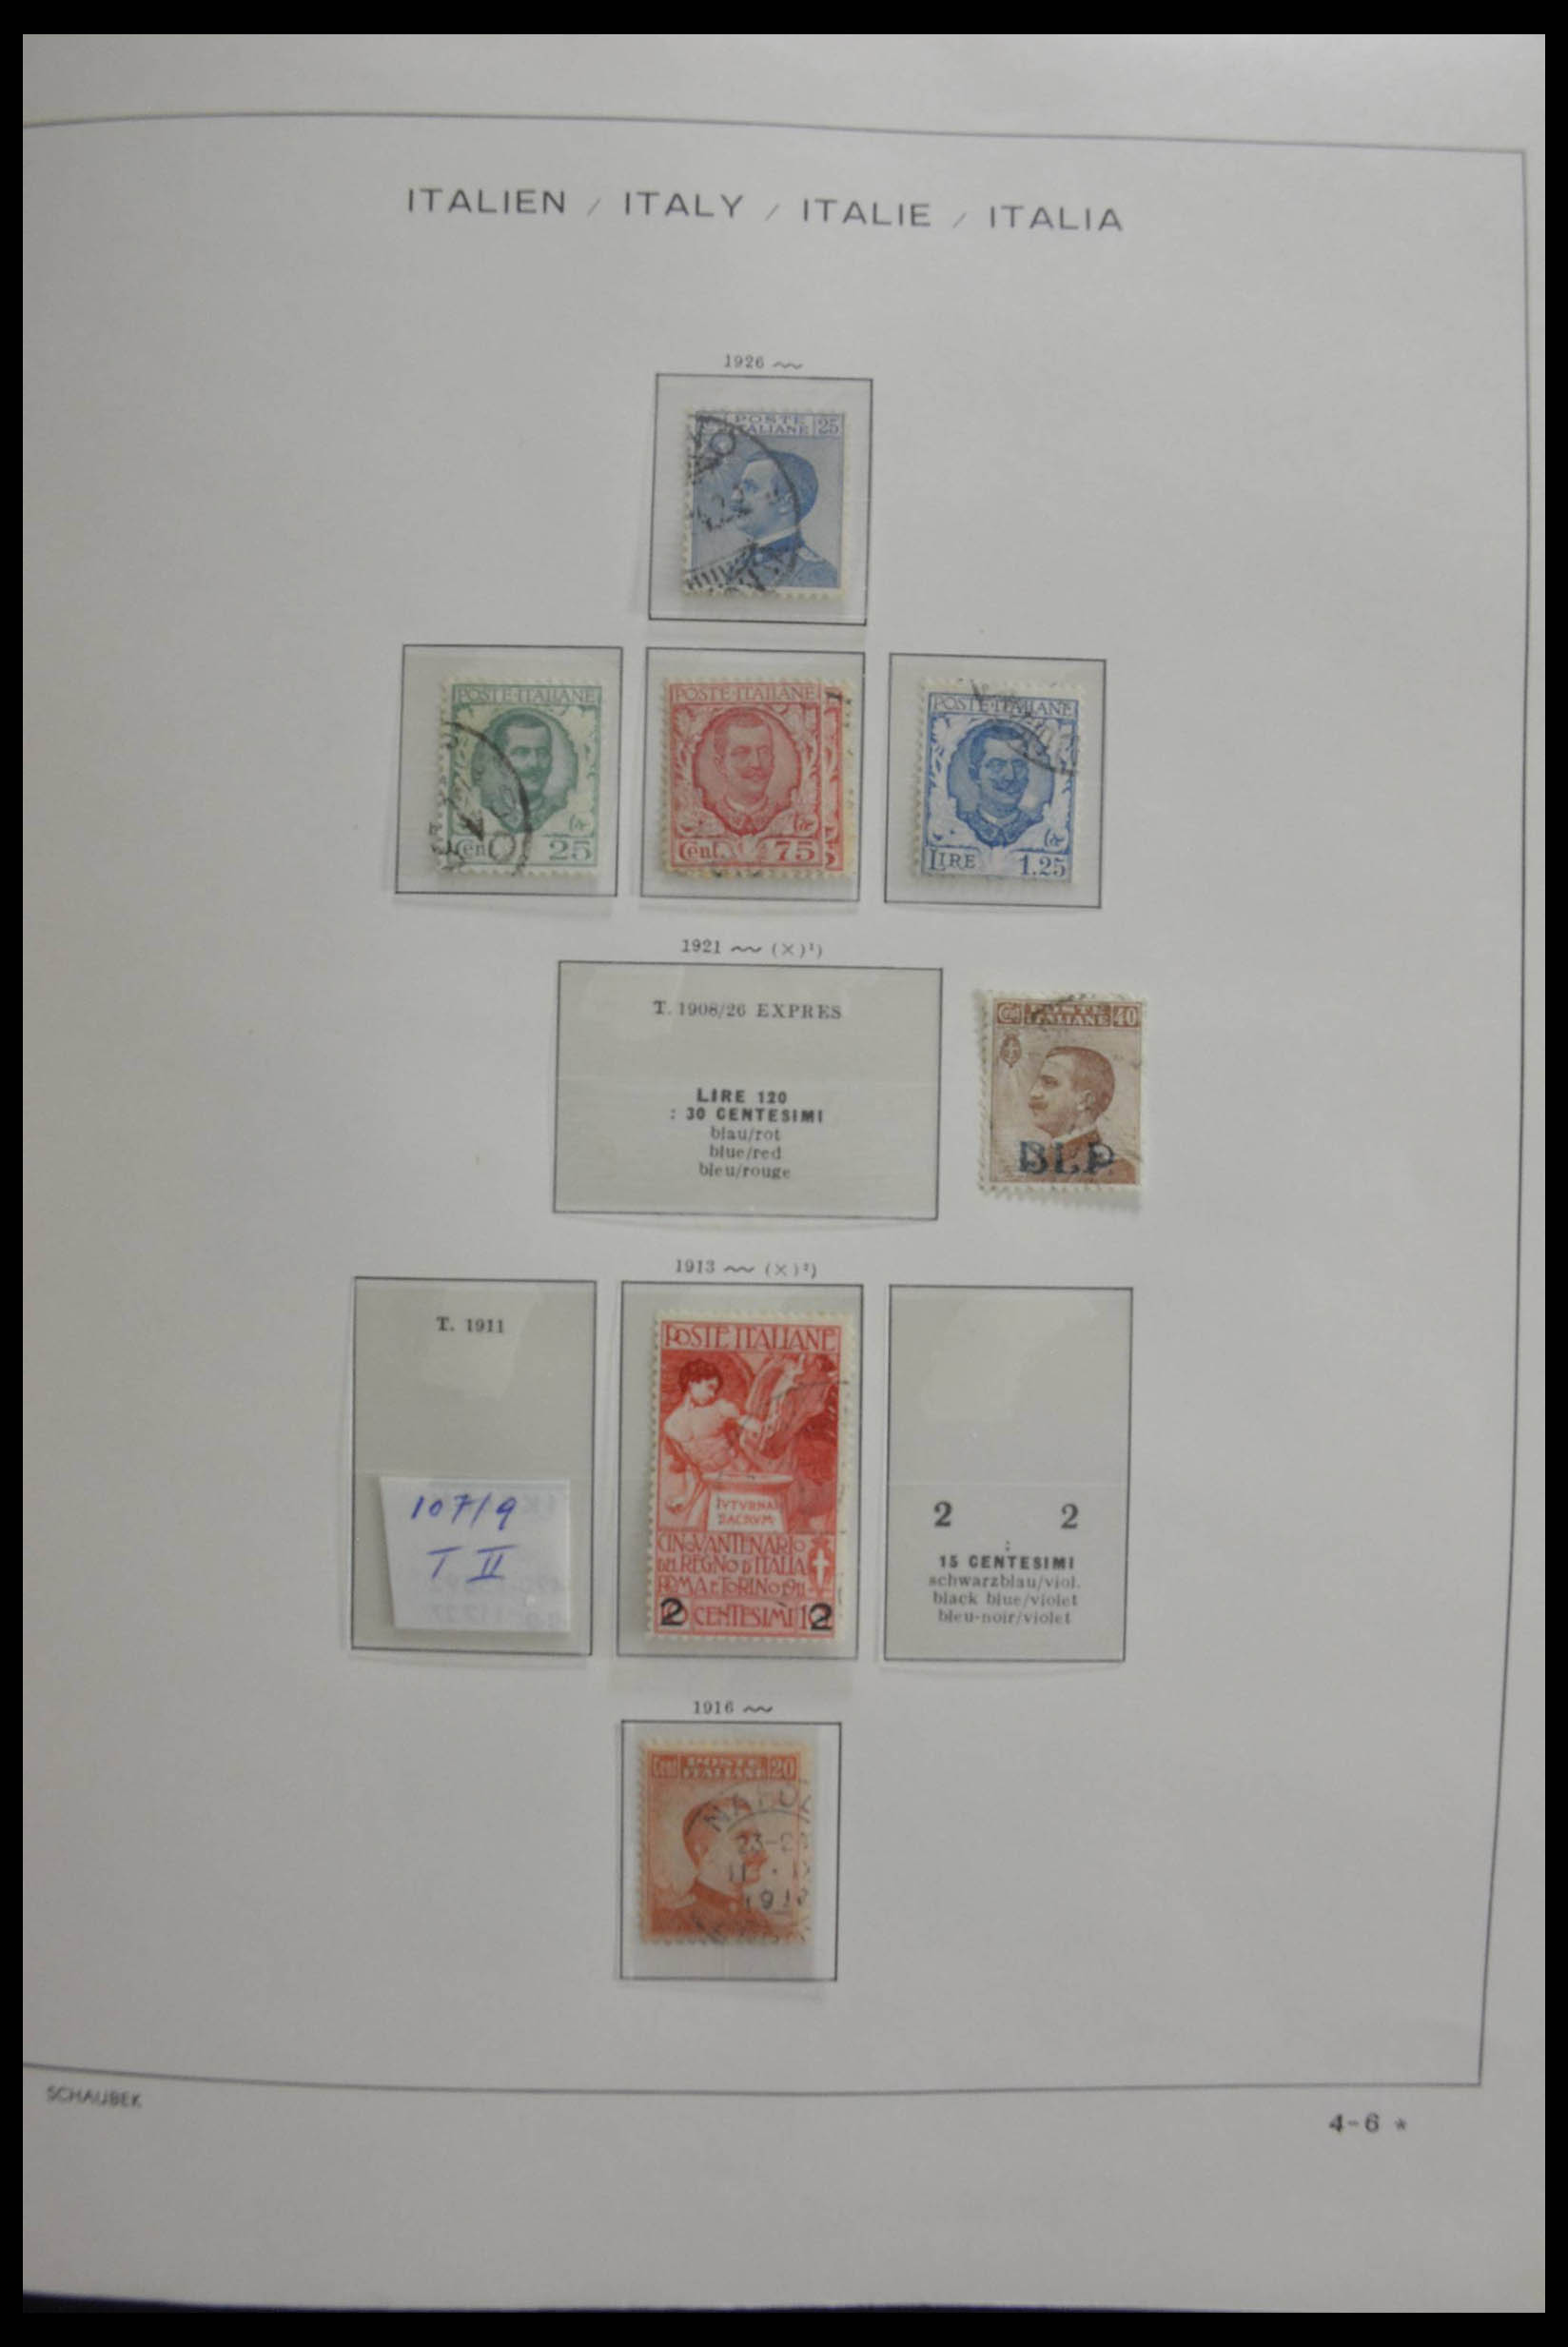 ITALIEN / ITALY / ITALIE / ITALIA
1926
POSTE 25
ITALIANE
POSTE·ITALIANE
Cent. 25
POSTE·ITALIANE
Cent. 75
POSTE·ITALIANE
LIRE 1.25
1921 (×)¹)
T. 1908/26 EXPRES
LIRE 120
: 30 CENTESIMI
blau/rot
blue/red
bleu/rouge
POSTE 40
ITALIANE
BLP
1913 (×)²)
T. 1911
107/9
T II
POSTE ITALIANE
IVTVRNAI
SACRVM
CINQVANTENARIO
DEL REGNO D'ITALIA
ROMA E TORINO 1911
2 CENTESIMI 2
2 2
:
15 CENTESIMI
schwarzblau/viol.
black blue/violet
bleu-noir/violet
1916
Cent POSTE 20
ITALIANE
SCHAUBEK
4-6 *